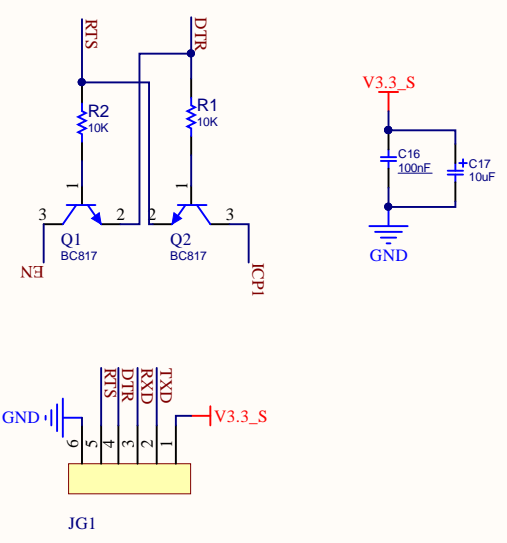 RTS
DTR
R2
10K
R1
10K
1
1
3
2
2
3
Q1
BC817
Q2
BC817
EN
ICP1
V3.3_S
C16
100nF
+
C17
10uF
GND
RTS
DTR
RXD
TXD
GND
V3.3_S
6
5
4
3
2
1
JG1